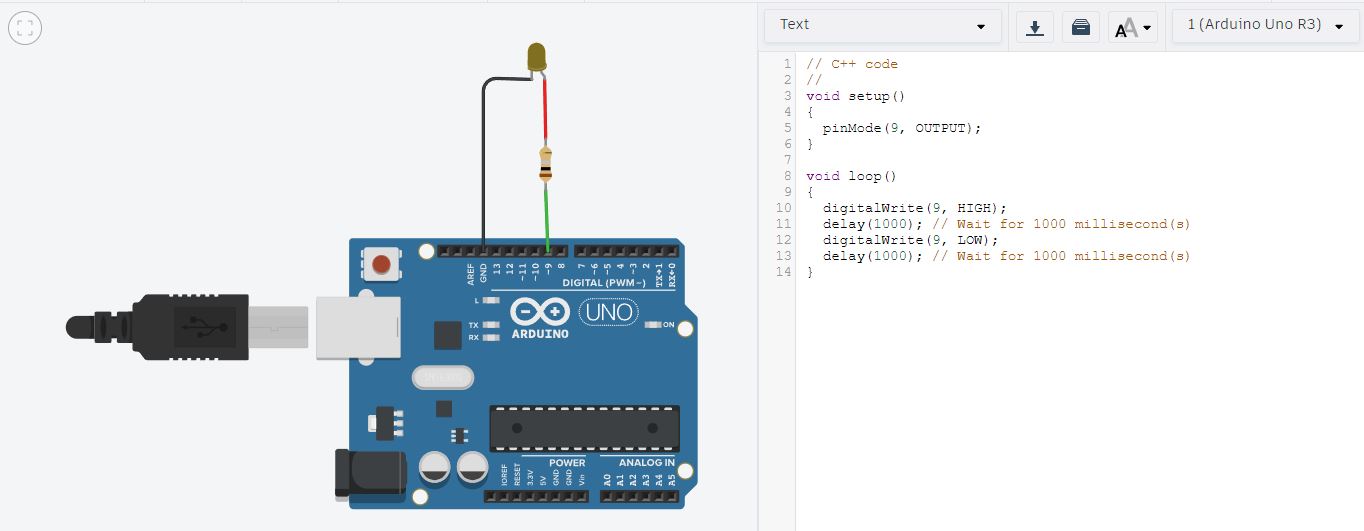 Text
1 (Arduino Uno R3)
1 // C++ code
2 //
3 void setup()
4 {
5   pinMode(9, OUTPUT);
6 }
7
8 void loop()
9 {
10   digitalWrite(9, HIGH);
11   delay(1000); // Wait for 1000 millisecond(s)
12   digitalWrite(9, LOW);
13   delay(1000); // Wait for 1000 millisecond(s)
14 }
AREF GND 13 12 ~11 ~10 ~9 8 7 ~6 ~5 4 ~3 2 TX→1 RX←0
DIGITAL (PWM~)
L
TX
RX
ARDUINO
UNO
ON
POWER
ANALOG IN
IOREF RESET 3.3V 5V GND GND Vin A0 A1 A2 A3 A4 A5
AA